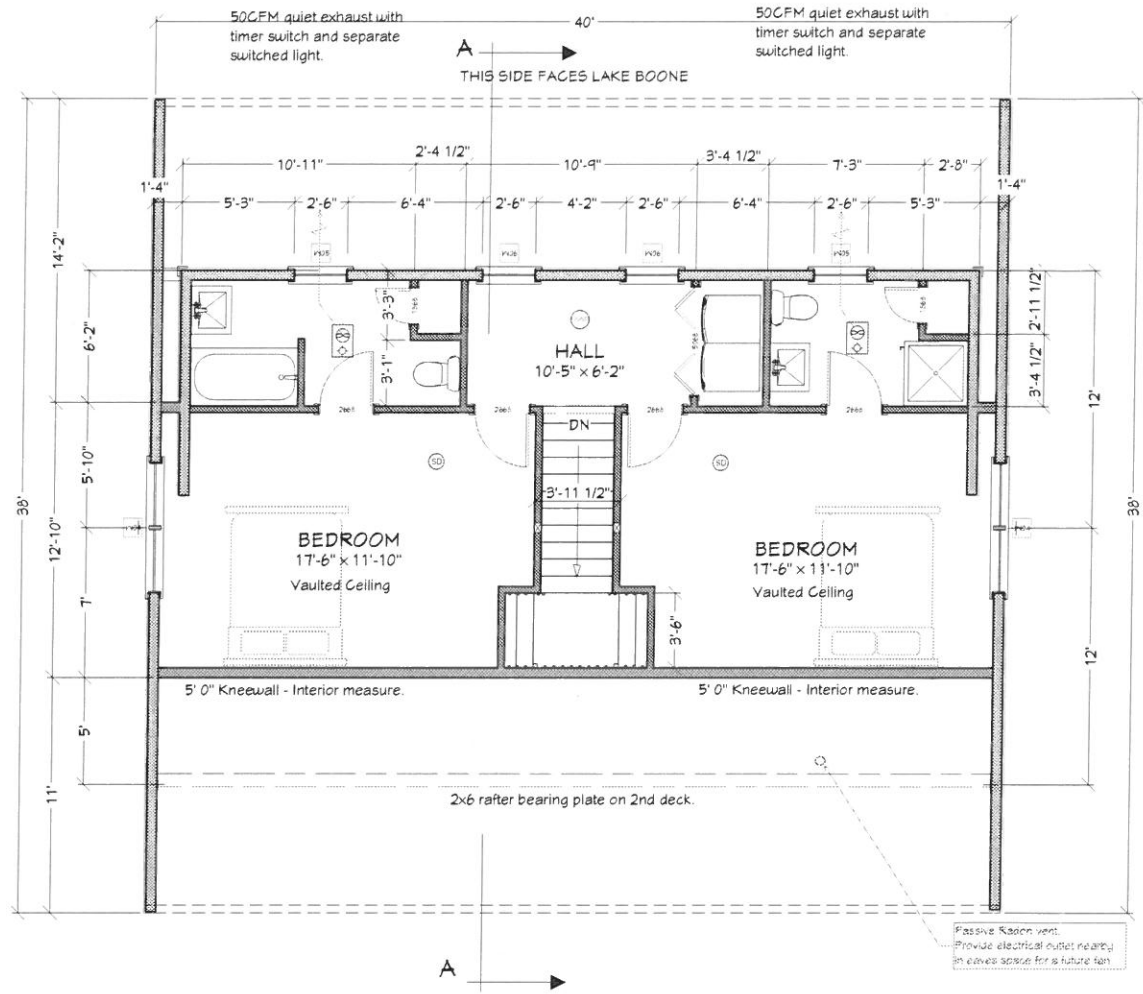 50CFM quiet exhaust with
timer switch and separate
switched light.
40'
50CFM quiet exhaust with
timer switch and separate
switched light.
A
THIS SIDE FACES LAKE BOONE
10'-11"
2'-4 1/2"
10'-9"
3'-4 1/2"
7'-3"
2'-8"
1'-4"
5'-3"
2'-6"
6'-4"
2'-6"
4'-2"
2'-6"
6'-4"
2'-6"
5'-3"
1'-4"
14'-2"
6'-2"
3'-3"
3'-1"
HALL
10'-5" x 6'-2"
2'-11 1/2"
3'-4 1/2"
2668
2668
2668
2668
DN
SD
SD
12'
5'-10"
3'-11 1/2"
38'
12'-10"
38'
BEDROOM
17'-6" x 11'-10"
Vaulted Ceiling
BEDROOM
17'-6" x 11'-10"
Vaulted Ceiling
7'
3'-6"
12'
5' 0" Kneewall - Interior measure.
5' 0" Kneewall - Interior measure.
5'
11'
2x6 rafter bearing plate on 2nd deck.
Passive Radon vent.
Provide electrical outlet nearby
in eaves space for a future fan
A